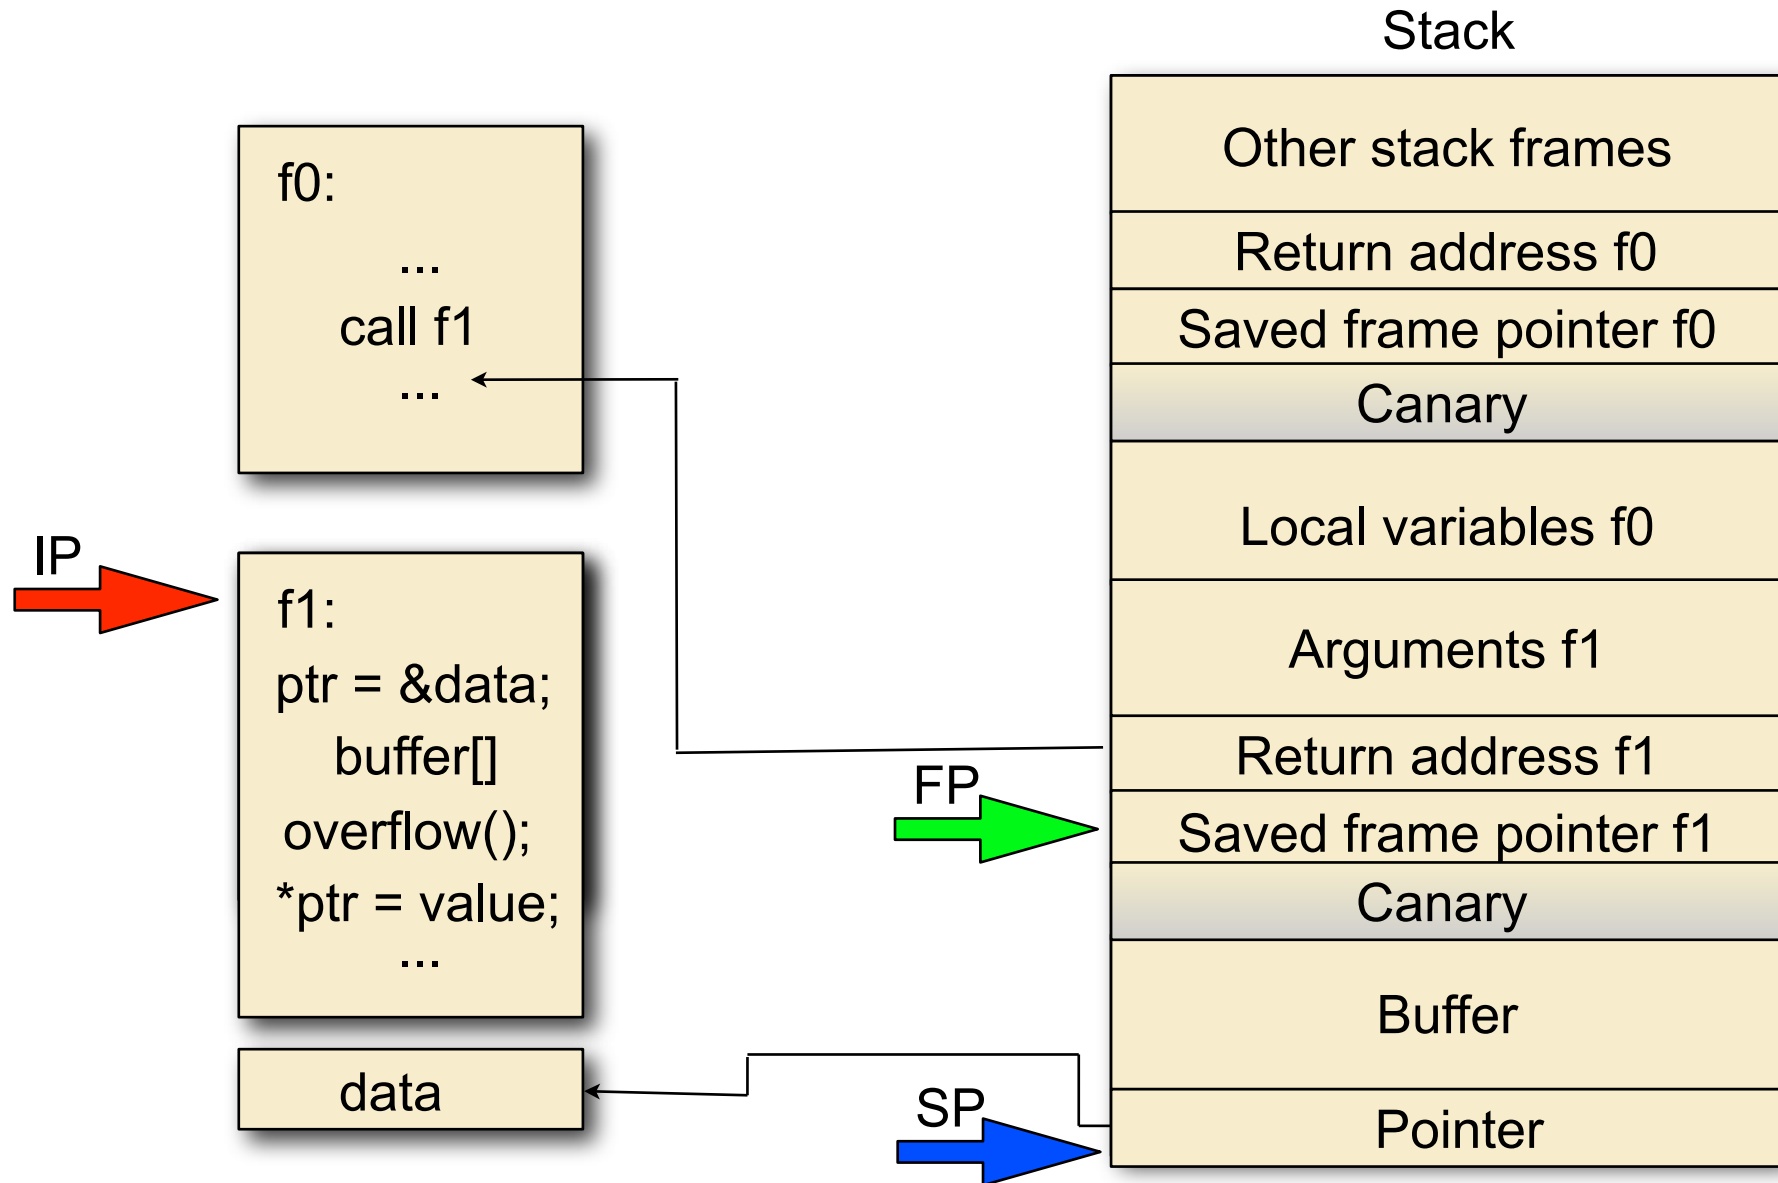 Stack
f0:
...
call f1
...
IP
f1:
ptr = &data;
buffer[]
overflow();
*ptr = value;
...
data
FP
SP
Other stack frames
Return address f0
Saved frame pointer f0
Canary
Local variables f0
Arguments f1
Return address f1
Saved frame pointer f1
Canary
Buffer
Pointer